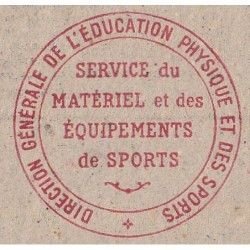 DIRECTION GÉNÉRALE DE L'ÉDUCATION PHYSIQUE ET DES SPORTS
SERVICE du
MATÉRIEL et des
ÉQUIPEMENTS
de SPORTS